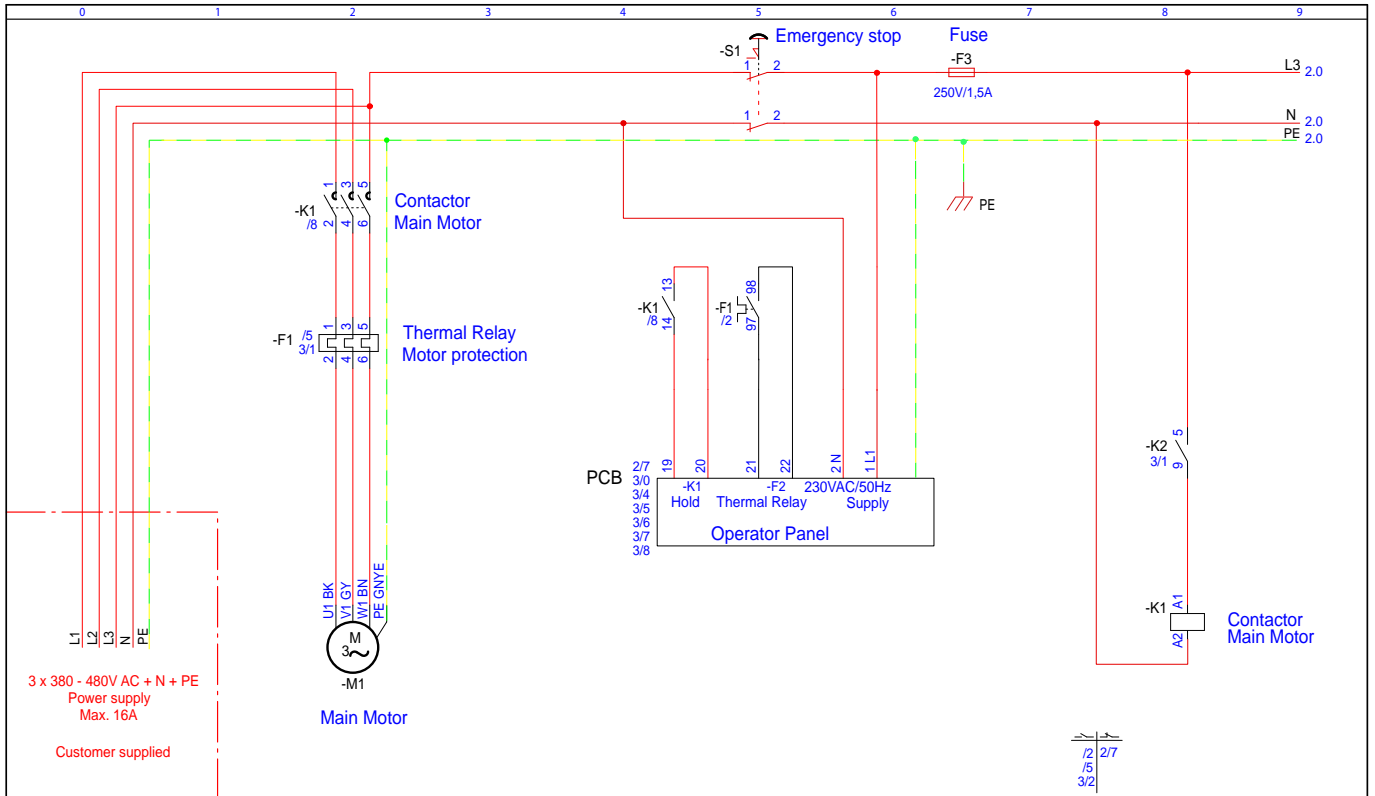 0 1 2 3 4 5 6 7 8 9
Emergency stop
Fuse
-S1
-F3
1 2
L3 2.0
250V/1,5A
1 2
N 2.0
PE 2.0
1 3 5
-K1
/8
2 4 6
Contactor
Main Motor
PE
13
-K1
/8
14
98
-F1
/2
97
-F1
/5
3/1
1 3 5
2 4 6
Thermal Relay
Motor protection
5
-K2
3/1
9
PCB
2/7
3/0
3/4
3/5
3/6
3/7
3/8
19 20 21 22 2 N 1 L1
-K1 -F2 230VAC/50Hz
Hold Thermal Relay Supply
Operator Panel
L1 L2 L3 N PE
U1 BK
V1 GY
W1 BN
PE GNYE
M
3
-M1
Main Motor
-K1
A1
A2
Contactor
Main Motor
3 x 380 - 480V AC + N + PE
Power supply
Max. 16A
Customer supplied
/2 2/7
/5
3/2